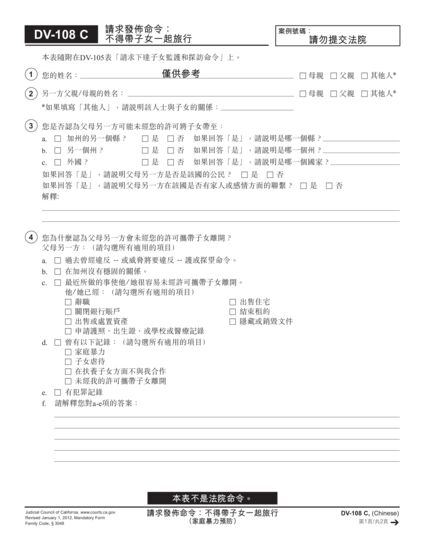 DV-108 C
請求發佈命令：
不得帶子女一起旅行
案例號碼：
請勿提交法院
本表隨附在DV-105表「請求下達子女監護和探訪命令」上。
1 您的姓名： 僅供參考 □ 母親 □ 父親 □ 其他人*
2 另一方父親/母親的姓名： □ 母親 □ 父親 □ 其他人*
*如果填寫「其他人」，請說明該人士與子女的關係：
3 您是否認為父母另一方可能未經您的許可將子女帶至：
a. □ 加州的另一個縣？ □ 是 □ 否 如果回答「是」，請說明是哪一個縣？
b. □ 另一個州？ □ 是 □ 否 如果回答「是」，請說明是哪一個州？
c. □ 外國？ □ 是 □ 否 如果回答「是」，請說明是哪一個國家？
如果回答「是」，請說明父母另一方是否是該國的公民？ □ 是 □ 否
如果回答「是」，請說明父母另一方在該國是否有家人或感情方面的聯繫？ □ 是 □ 否
解釋:
4 您為什麼認為父母另一方會未經您的許可攜帶子女離開？
父母另一方：（請勾選所有適用的項目）
a. □ 過去曾經違反 -- 或威脅將要違反 -- 護或探望命令。
b. □ 在加州沒有穩固的關係。
c. □ 最近所做的事使他/她很容易未經許可攜帶子女離開。
他/她已經：（請勾選所有適用的項目）
□ 辭職 □ 出售住宅
□ 關閉銀行賬戶 □ 結束租約
□ 出售或處置資產 □ 隱藏或銷毀文件
□ 申請護照、出生證、或學校或醫療記錄
d. □ 曾有以下記錄：（請勾選所有適用的項目）
□ 家庭暴力
□ 子女虐待
□ 在扶養子女方面不與我合作
□ 未經我的許可攜帶子女離開
e. □ 有犯罪記錄
f. 請解釋您對a-e項的答案：
本表不是法院命令。
Judicial Council of California, www.courts.ca.gov
Revised January 1, 2012, Mandatory Form
Family Code, § 3048
請求發佈命令：不得帶子女一起旅行
（家庭暴力預防）
DV-108 C, (Chinese)
第1頁/共2頁 →